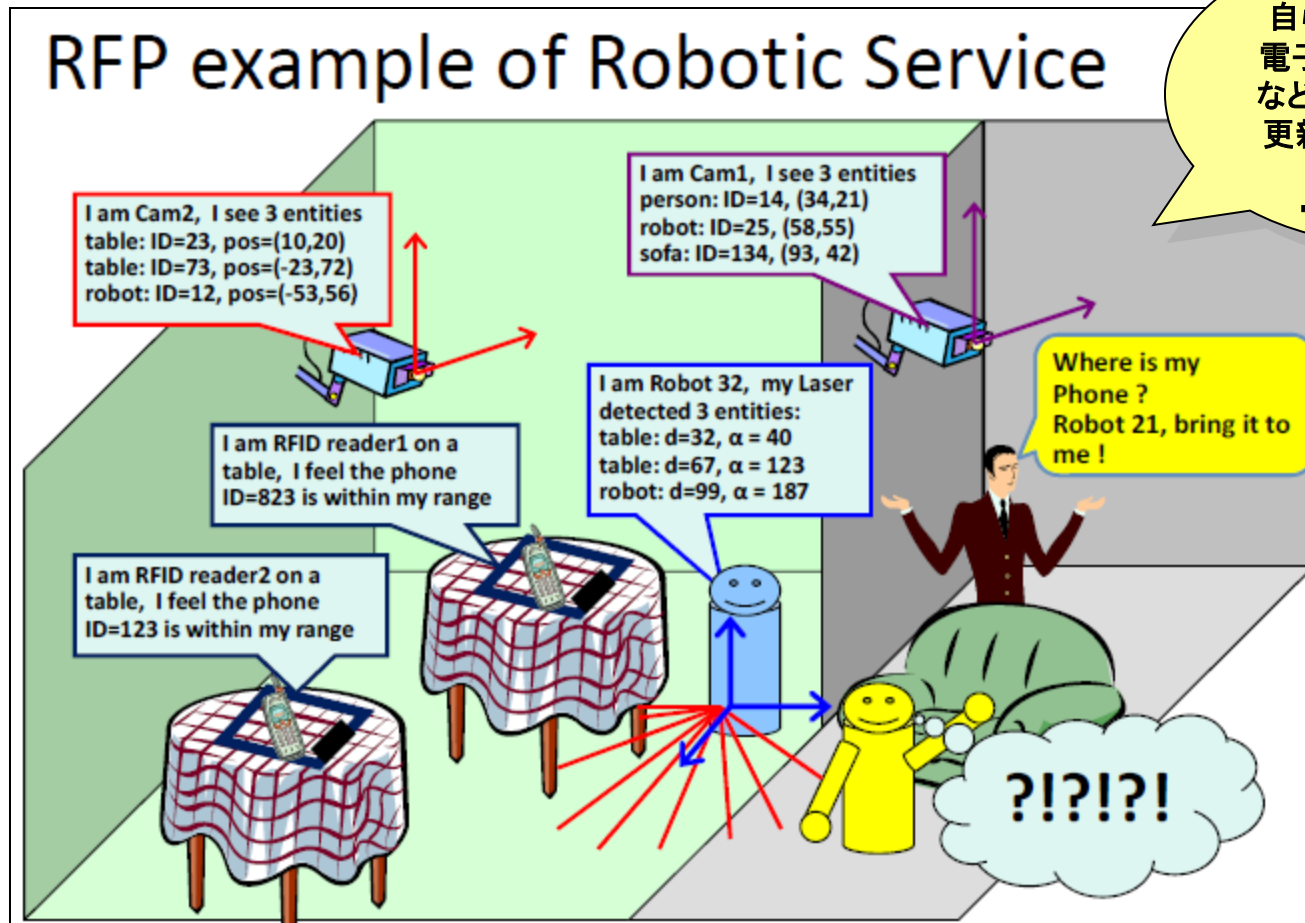 RFP example of Robotic Service
電子
など
I am Cam2, I see 3 entities
table: ID=23, pos=(10,20)
table: ID=73, pos=(-23,72)
robot: ID=12, pos=(-53,56)
I am Cam1, I see 3 entities
person: ID=14, (34,21)
robot: ID=25, (58,55)
sofa: ID=134, (93, 42)
Where is my
Phone ?
Robot 21, bring it to
me !
I am Robot 32, my Laser
detected 3 entities:
table: d=32, α = 40
table: d=67, α = 123
robot: d=99, α = 187
I am RFID reader1 on a
table, I feel the phone
ID=823 is within my range
I am RFID reader2 on a
table, I feel the phone
ID=123 is within my range
?!?!?!